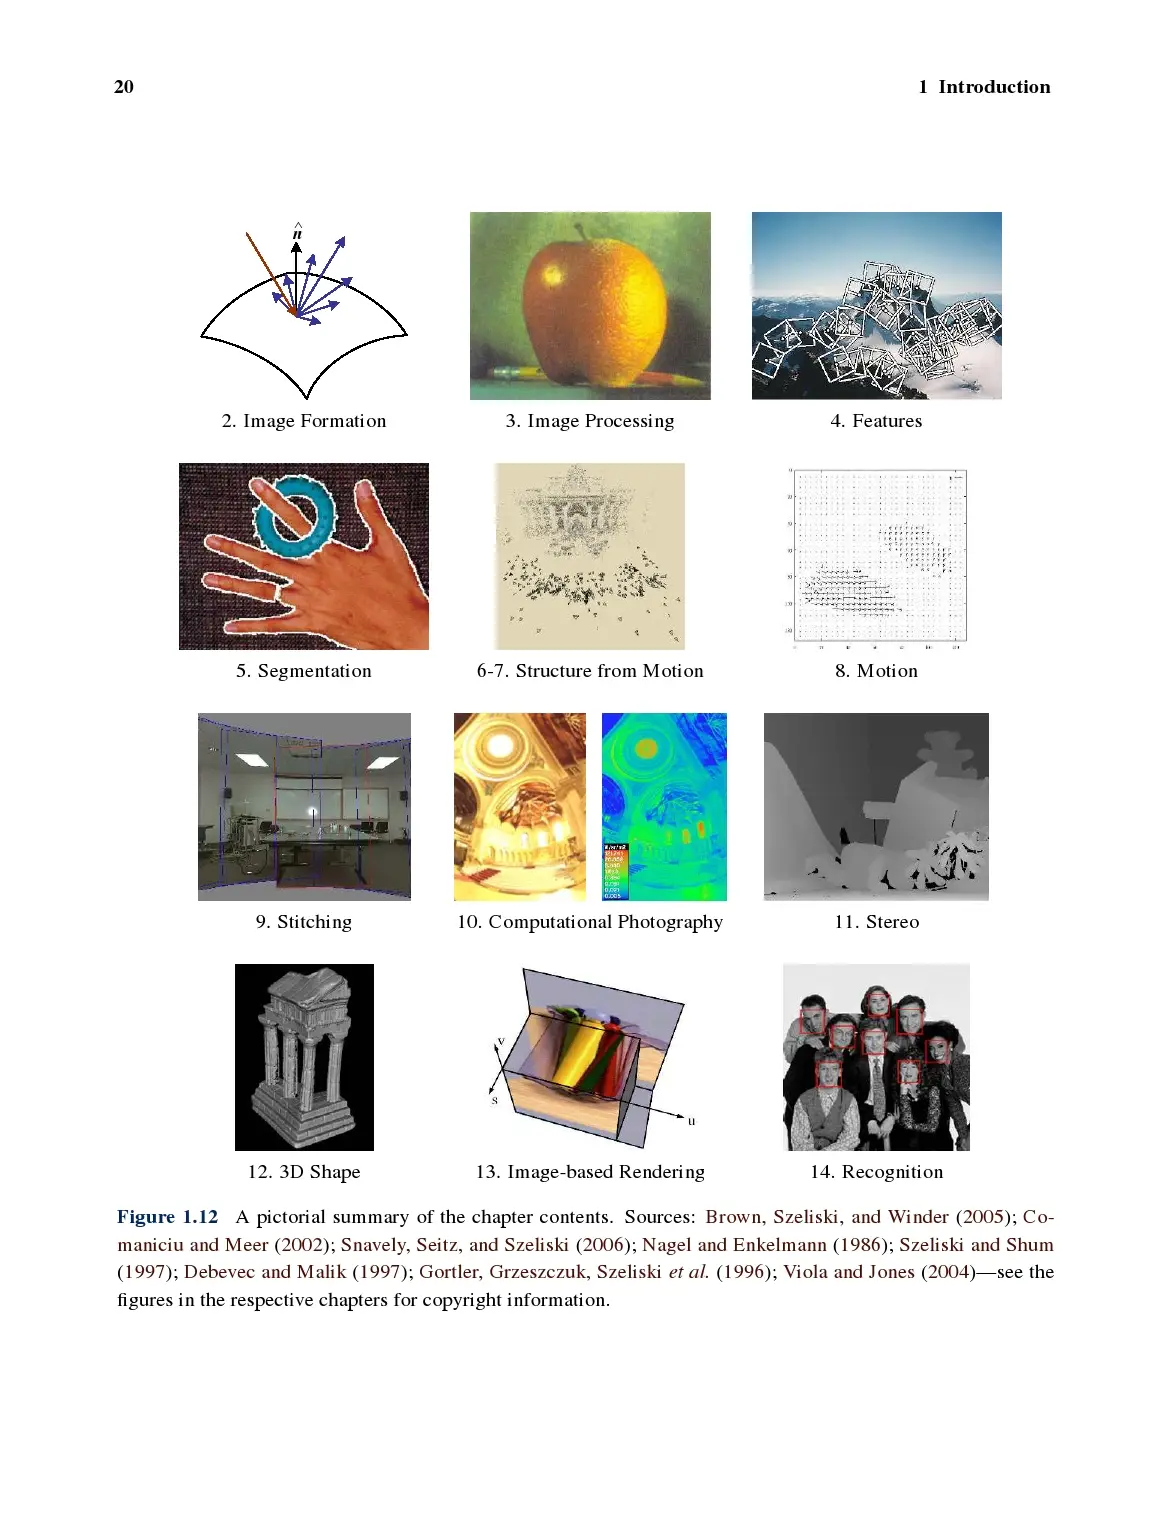 20
1 Introduction
n̂
2. Image Formation
3. Image Processing
4. Features
5. Segmentation
6-7. Structure from Motion
8. Motion
9. Stitching
10. Computational Photography
11. Stereo
v
s
u
12. 3D Shape
13. Image-based Rendering
14. Recognition
Figure 1.12 A pictorial summary of the chapter contents. Sources: Brown, Szeliski, and Winder (2005); Co-
maniciu and Meer (2002); Snavely, Seitz, and Szeliski (2006); Nagel and Enkelmann (1986); Szeliski and Shum
(1997); Debevec and Malik (1997); Gortler, Grzeszczuk, Szeliski et al. (1996); Viola and Jones (2004)—see the
figures in the respective chapters for copyright information.